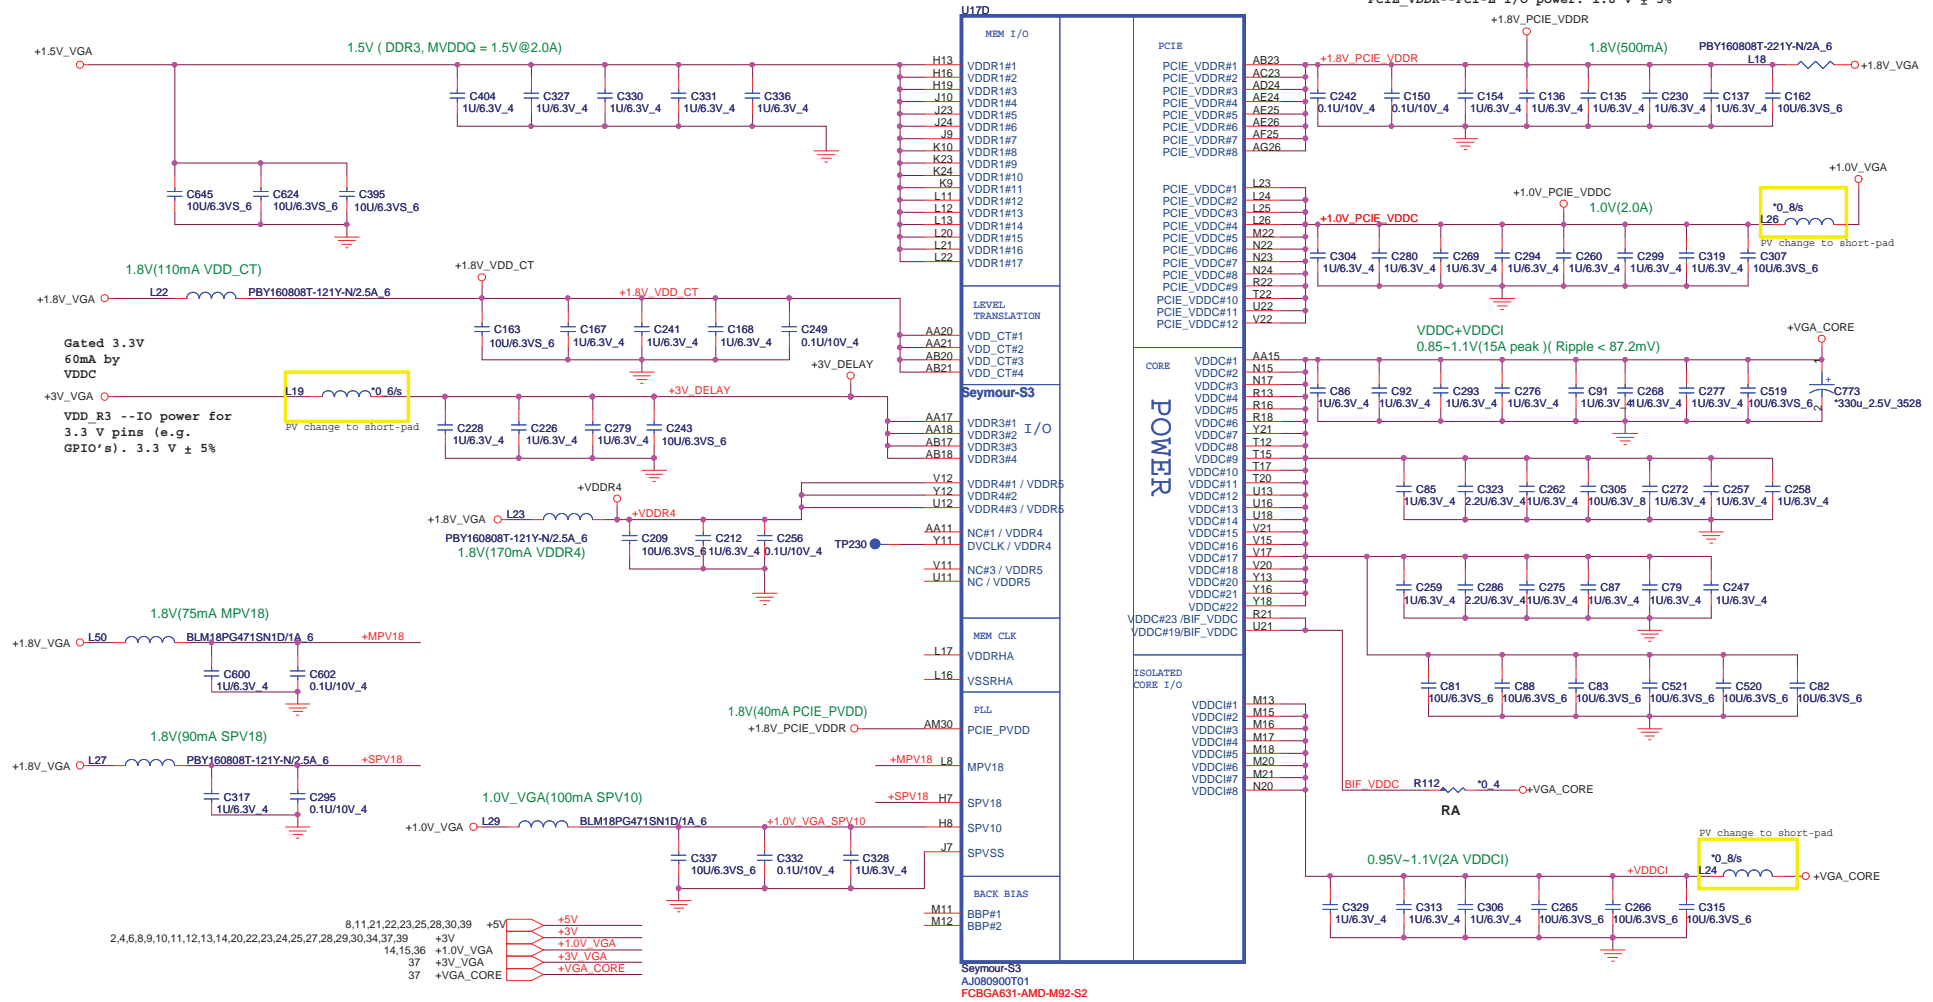 U17D
PCIE_VDDR--PCI-E I/O power. 1.8 V ± 5%
+1.5V_VGA
1.5V ( DDR3, MVDDQ = 1.5V@2.0A)
C404
1U/6.3V_4
C327
1U/6.3V_4
C330
1U/6.3V_4
C331
1U/6.3V_4
C336
1U/6.3V_4
C645
10U/6.3VS_6
C624
10U/6.3VS_6
C395
10U/6.3VS_6
1.8V(110mA VDD_CT)
+1.8V_VGA
L22
PBY160808T-121Y-N/2.5A_6
+1.8V_VDD_CT
+1.8V_VDD_CT
C163
10U/6.3VS_6
C167
1U/6.3V_4
C241
1U/6.3V_4
C168
1U/6.3V_4
C249
0.1U/10V_4
Gated 3.3V
60mA by
VDDC
+3V_VGA
L19
*0_6/s
PV change to short-pad
+3V_DELAY
+3V_DELAY
VDD_R3 --IO power for
3.3 V pins (e.g.
GPIO's). 3.3 V ± 5%
C228
1U/6.3V_4
C226
1U/6.3V_4
C279
1U/6.3V_4
C243
10U/6.3VS_6
+VDDR4
+1.8V_VGA
L23
+VDDR4
PBY160808T-121Y-N/2.5A_6
1.8V(170mA VDDR4)
C209
10U/6.3VS_6
C212
1U/6.3V_4
C256
0.1U/10V_4
TP230
1.8V(75mA MPV18)
+1.8V_VGA
L50
BLM18PG471SN1D/1A_6
+MPV18
C600
1U/6.3V_4
C602
0.1U/10V_4
1.8V(90mA SPV18)
+1.8V_VGA
L27
PBY160808T-121Y-N/2.5A_6
+SPV18
C317
1U/6.3V_4
C295
0.1U/10V_4
1.8V(40mA PCIE_PVDD)
+1.8V_PCIE_VDDR
+MPV18
+SPV18
1.0V_VGA(100mA SPV10)
+1.0V_VGA
L29
BLM18PG471SN1D/1A_6
+1.0V_VGA_SPV10
C337
10U/6.3VS_6
C332
0.1U/10V_4
C328
1U/6.3V_4
8,11,21,22,23,25,28,30,39 +5V +5V
2,4,6,8,9,10,11,12,13,14,20,22,23,24,25,27,28,29,30,34,37,39 +3V +3V
14,15,36 +1.0V_VGA +1.0V_VGA
37 +3V_VGA +3V_VGA
37 +VGA_CORE +VGA_CORE
MEM I/O
H13 VDDR1#1
H16 VDDR1#2
H19 VDDR1#3
J10 VDDR1#4
J23 VDDR1#5
J24 VDDR1#6
J9 VDDR1#7
K10 VDDR1#8
K23 VDDR1#9
K24 VDDR1#10
K9 VDDR1#11
L11 VDDR1#12
L12 VDDR1#13
L13 VDDR1#14
L20 VDDR1#15
L21 VDDR1#16
L22 VDDR1#17
LEVEL
TRANSLATION
AA20 VDD_CT#1
AA21 VDD_CT#2
AB20 VDD_CT#3
AB21 VDD_CT#4
Seymour-S3
I/O
AA17 VDDR3#1
AA18 VDDR3#2
AB17 VDDR3#3
AB18 VDDR3#4
V12 VDDR4#1 / VDDR5
Y12 VDDR4#2
U12 VDDR4#3 / VDDR5
AA11 NC#1 / VDDR4
Y11 DVCLK / VDDR4
V11 NC#3 / VDDR5
U11 NC / VDDR5
MEM CLK
L17 VDDRHA
L16 VSSRHA
PLL
AM30 PCIE_PVDD
L8 MPV18
H7 SPV18
H8 SPV10
J7 SPVSS
BACK BIAS
M11 BBP#1
M12 BBP#2
Seymour-S3
AJ080900T01
FCBGA631-AMD-M92-S2
POWER
PCIE
PCIE_VDDR#1 AB23
PCIE_VDDR#2 AC23
PCIE_VDDR#3 AD24
PCIE_VDDR#4 AE24
PCIE_VDDR#5 AE25
PCIE_VDDR#6 AE26
PCIE_VDDR#7 AF25
PCIE_VDDR#8 AG26
PCIE_VDDC#1 L23
PCIE_VDDC#2 L24
PCIE_VDDC#3 L25
PCIE_VDDC#4 L26
PCIE_VDDC#5 M22
PCIE_VDDC#6 N22
PCIE_VDDC#7 N23
PCIE_VDDC#8 N24
PCIE_VDDC#9 R22
PCIE_VDDC#10 T22
PCIE_VDDC#11 U22
PCIE_VDDC#12 V22
CORE
VDDC#1 AA15
VDDC#2 N15
VDDC#3 N17
VDDC#4 R13
VDDC#5 R16
VDDC#6 R18
VDDC#7 Y21
VDDC#8 T12
VDDC#9 T15
VDDC#10 T17
VDDC#11 T20
VDDC#12 U13
VDDC#13 U16
VDDC#14 U18
VDDC#15 V21
VDDC#16 V15
VDDC#17 V17
VDDC#18 V20
VDDC#20 Y13
VDDC#21 Y16
VDDC#22 Y18
VDDC#23 /BIF_VDDC R21
VDDC#19/BIF_VDDC U21
ISOLATED
CORE I/O
VDDCI#1 M13
VDDCI#2 M15
VDDCI#3 M16
VDDCI#4 M17
VDDCI#5 M18
VDDCI#6 M20
VDDCI#7 M21
VDDCI#8 N20
+1.8V_PCIE_VDDR
+1.8V_PCIE_VDDR
1.8V(500mA)
PBY160808T-221Y-N/2A_6
L18
+1.8V_VGA
C242
0.1U/10V_4
C150
0.1U/10V_4
C154
1U/6.3V_4
C136
1U/6.3V_4
C135
1U/6.3V_4
C230
1U/6.3V_4
C137
1U/6.3V_4
C162
10U/6.3VS_6
+1.0V_VGA
+1.0V_PCIE_VDDC
1.0V(2.0A)
+1.0V_PCIE_VDDC
*0_8/s
L26
PV change to short-pad
C304
1U/6.3V_4
C280
1U/6.3V_4
C269
1U/6.3V_4
C294
1U/6.3V_4
C260
1U/6.3V_4
C299
1U/6.3V_4
C319
1U/6.3V_4
C307
10U/6.3VS_6
VDDC+VDDCI
0.85~1.1V(15A peak )( Ripple < 87.2mV)
+VGA_CORE
C86
1U/6.3V_4
C92
1U/6.3V_4
C293
1U/6.3V_4
C276
1U/6.3V_4
C91
1U/6.3V_4
C268
1U/6.3V_4
C277
1U/6.3V_4
C519
10U/6.3VS_6
1
+
2
C773
*330u_2.5V_3528
C85
1U/6.3V_4
C323
2.2U/6.3V_4
C262
1U/6.3V_4
C305
10U/6.3V_8
C272
1U/6.3V_4
C257
1U/6.3V_4
C258
1U/6.3V_4
C259
1U/6.3V_4
C286
2.2U/6.3V_4
C275
1U/6.3V_4
C87
1U/6.3V_4
C79
1U/6.3V_4
C247
1U/6.3V_4
C81
10U/6.3VS_6
C88
10U/6.3VS_6
C83
10U/6.3VS_6
C521
10U/6.3VS_6
C520
10U/6.3VS_6
C82
10U/6.3VS_6
BIF_VDDC
R112
*0_4
+VGA_CORE
RA
PV change to short-pad
0.95V~1.1V(2A VDDCI)
+VDDCI
*0_8/s
L24
+VGA_CORE
C329
1U/6.3V_4
C313
1U/6.3V_4
C306
1U/6.3V_4
C265
10U/6.3VS_6
C266
10U/6.3VS_6
C315
10U/6.3VS_6